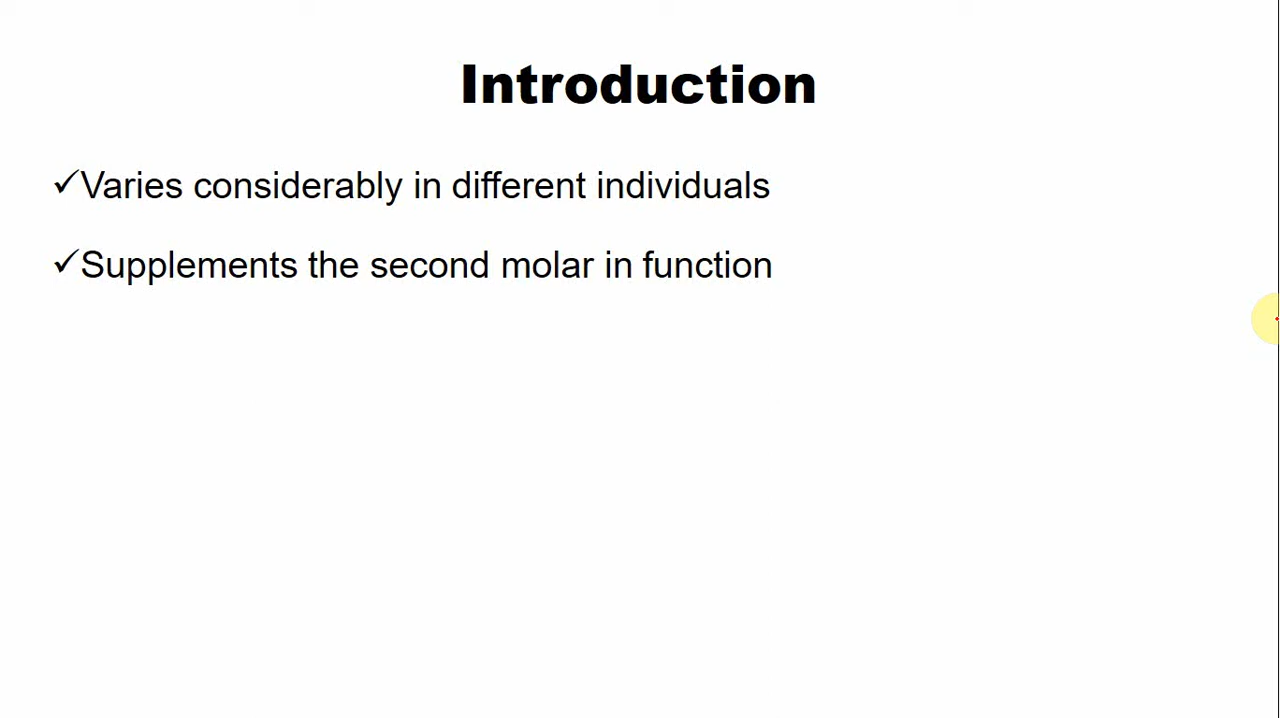 Introduction
✓Varies considerably in different individuals
✓Supplements the second molar in function